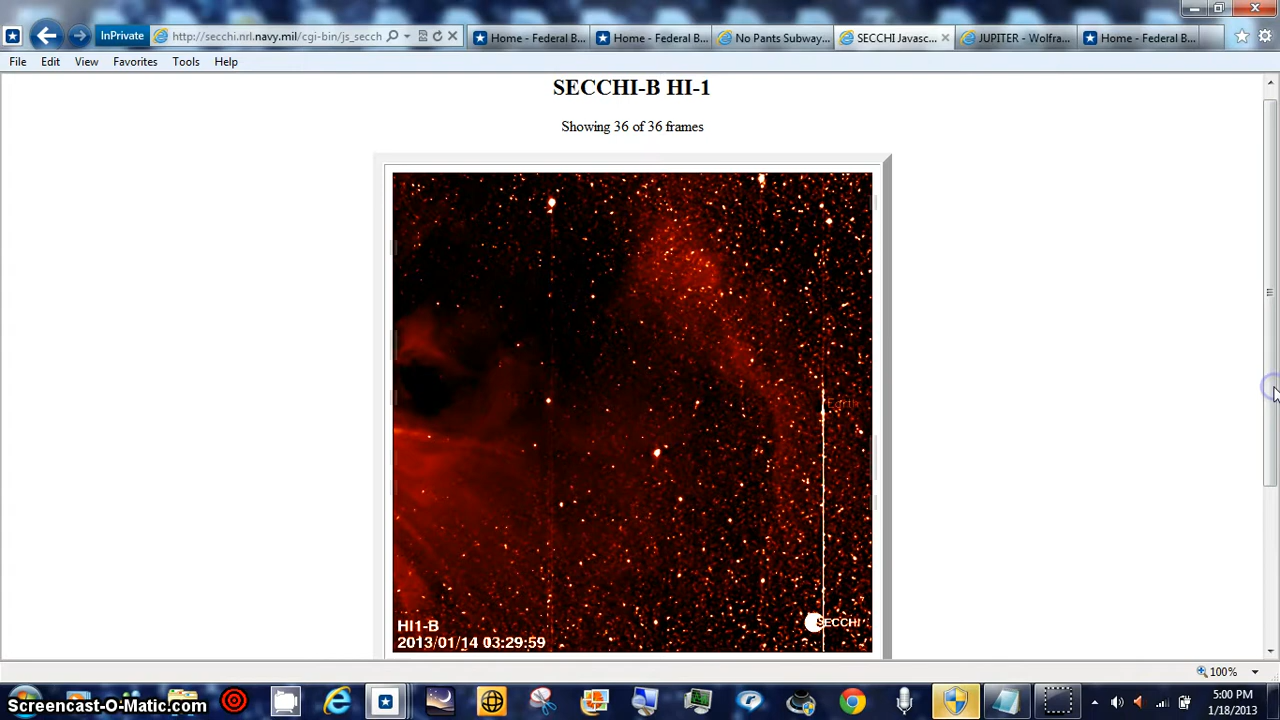 InPrivate
http://secchi.nrl.navy.mil/cgi-bin/js_secch
Home - Federal B...
Home - Federal B...
No Pants Subway...
SECCHI Javasc...
JUPITER - Wolfra...
Home - Federal B...
File Edit View Favorites Tools Help
SECCHI-B HI-1
Showing 36 of 36 frames
Earth
HI1-B
2013/01/14 03:29:59
SECCHI
100%
Screencast-O-Matic.com
5:00 PM
1/18/2013